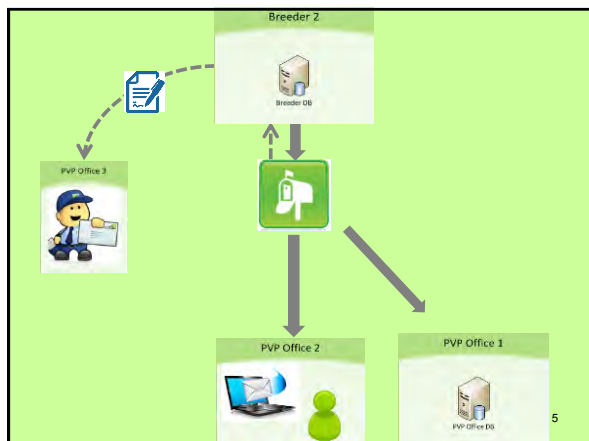 Breeder 2
Breeder DB
PVP Office 3
PVP Office 2
PVP Office 1
PVP Office DB
5